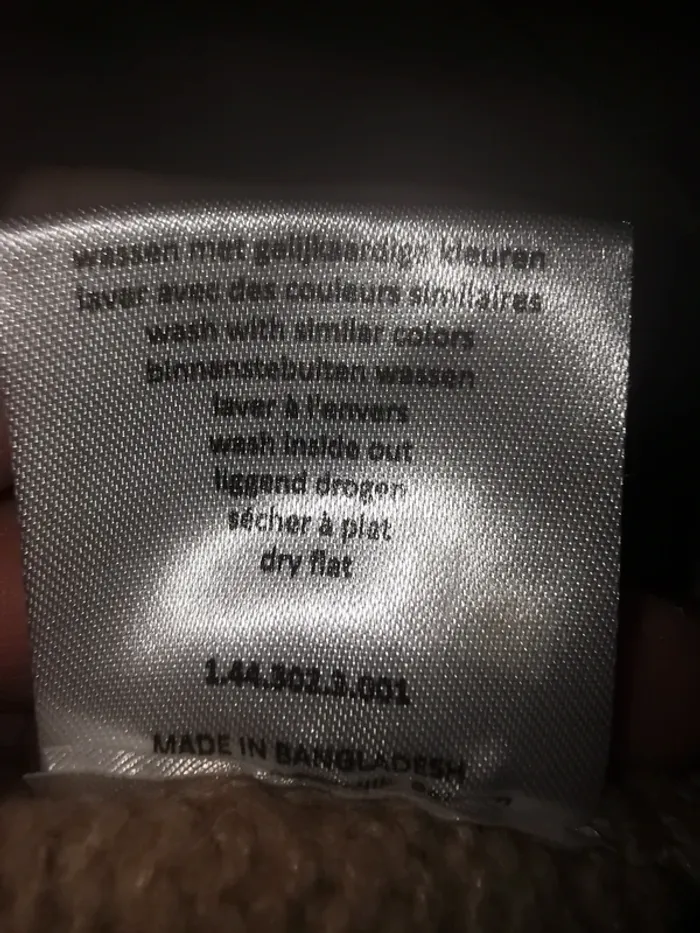 wassen met gelijkaardige kleuren
laver avec des couleurs similaires
wash with similar colors
binnenstebuiten wassen
laver à l'envers
wash inside out
liggend drogen
sécher à plat
dry flat
1.44.302.3.001
MADE IN BANGLADESH